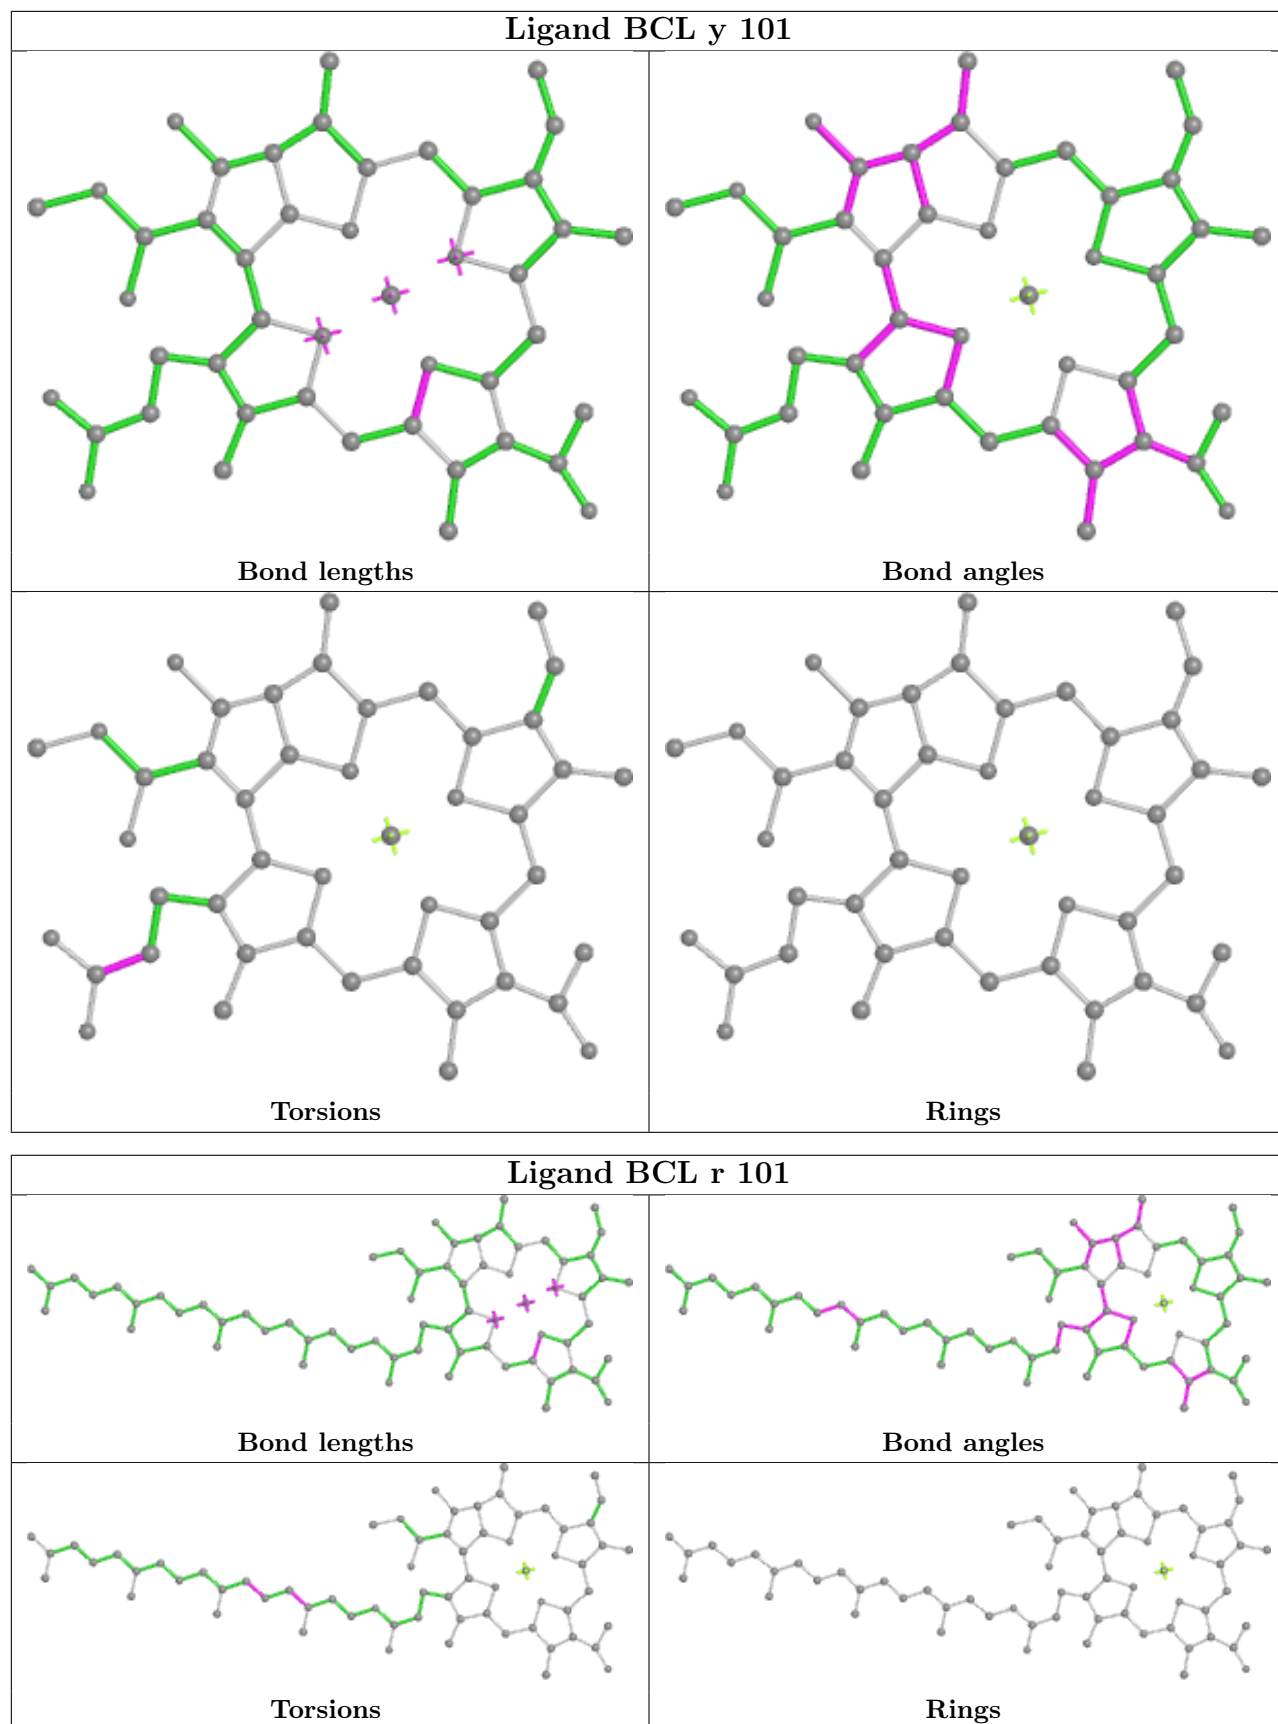 Ligand BCL y 101
Bond lengths
Bond angles
Torsions
Rings
Ligand BCL r 101
Bond lengths
Bond angles
Torsions
Rings